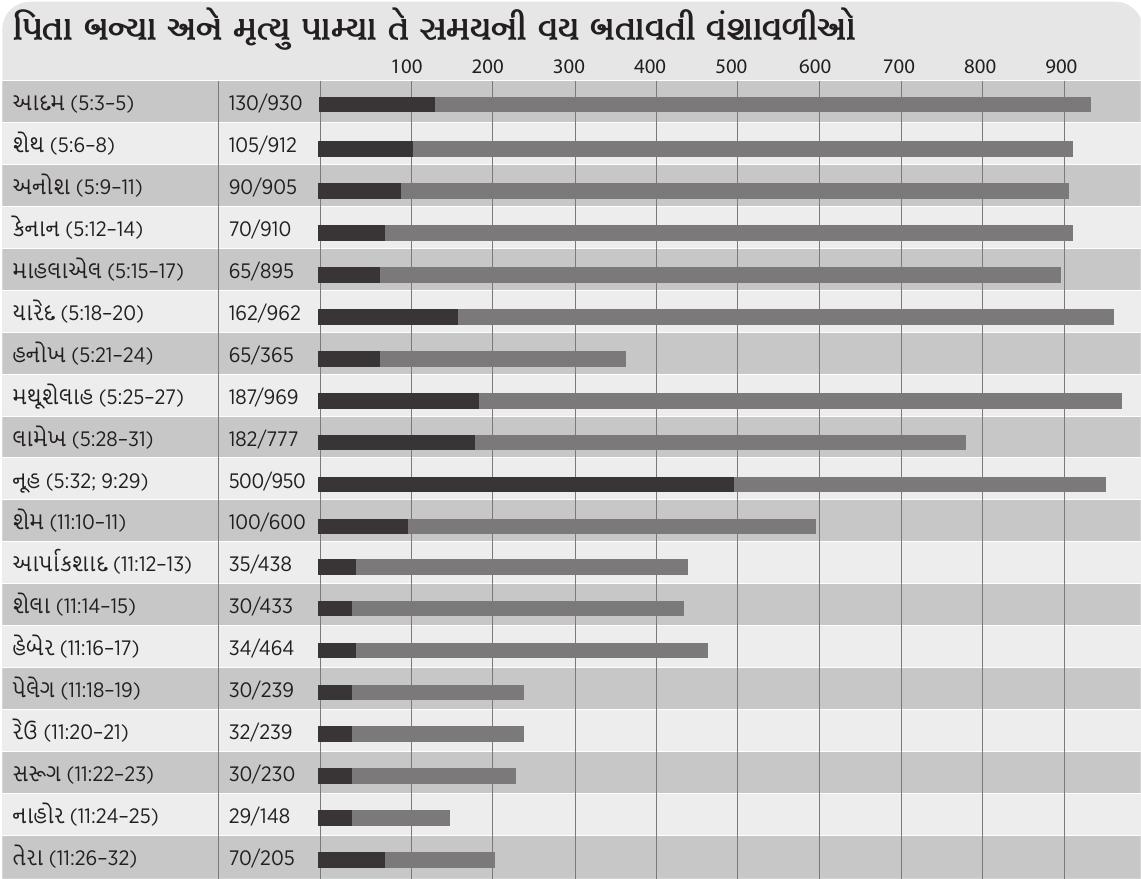 પિતા બન્યા અને મૃત્યુ પામ્યા તે સમયની વય બતાવતી વંશાવળીઓ
100 200 300 400 500 600 700 800 900
આદમ (5:3–5) 130/930
શેથ (5:6–8) 105/912
અનોશ (5:9–11) 90/905
કેનાન (5:12–14) 70/910
માહલાએલ (5:15–17) 65/895
યારેદ (5:18–20) 162/962
હનોખ (5:21–24) 65/365
મથૂશેલાહ (5:25–27) 187/969
લામેખ (5:28–31) 182/777
નૂહ (5:32; 9:29) 500/950
શેમ (11:10–11) 100/600
આર્પાકશાદ (11:12–13) 35/438
શેલા (11:14–15) 30/433
હેબેર (11:16–17) 34/464
પેલેગ (11:18–19) 30/239
રેઉ (11:20–21) 32/239
સરૂગ (11:22–23) 30/230
નાહોર (11:24–25) 29/148
તેરા (11:26–32) 70/205